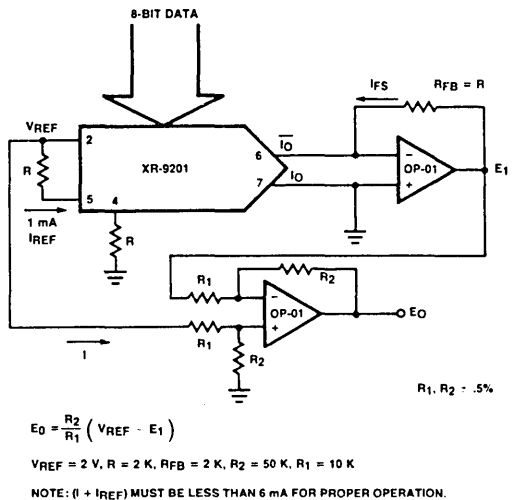 8-BIT DATA
IFS
RFB = R
VREF
2
R
XR-9201
6
IO
7
IO
OP-01
E1
5
4
1 mA
IREF
R
R1
R2
OP-01
EO
R1
I
R2
R1, R2 = .5%
EO = R2/R1 ( VREF - E1 )
VREF = 2 V, R = 2 K, RFB = 2 K, R2 = 50 K, R1 = 10 K
NOTE: (I + IREF) MUST BE LESS THAN 6 mA FOR PROPER OPERATION.